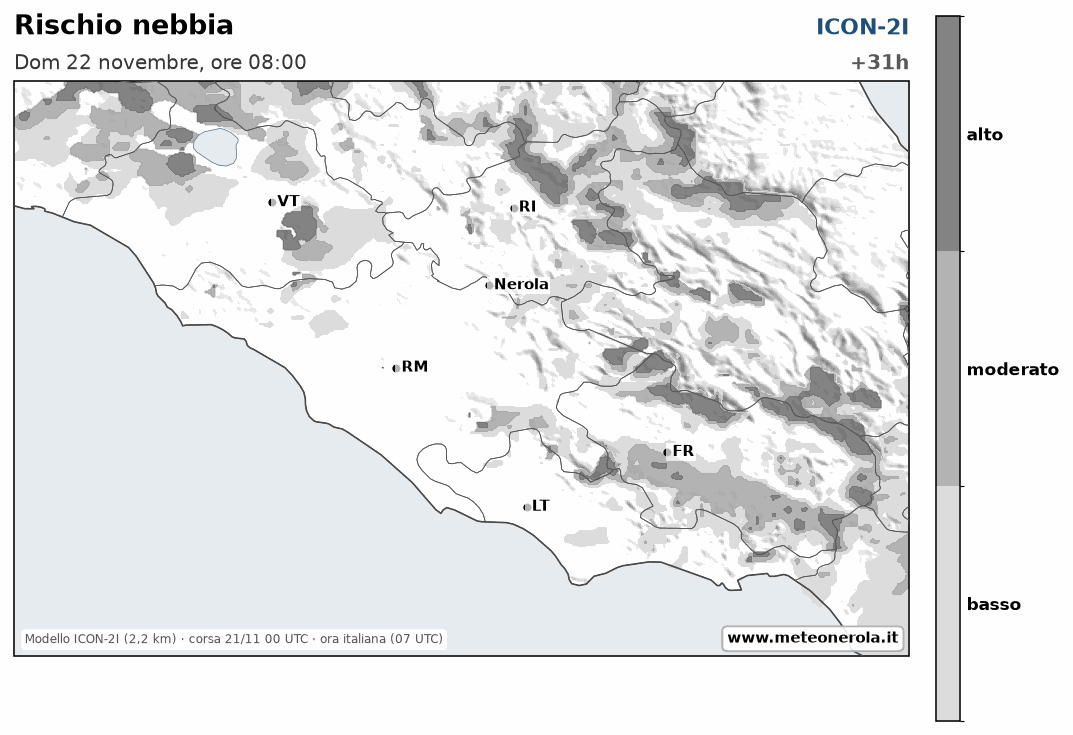 Rischio nebbia
ICON-2I
Dom 22 novembre, ore 08:00
+31h
alto
VT
RI
Nerola
moderato
RM
FR
LT
basso
Modello ICON-2I (2,2 km) · corsa 21/11 00 UTC · ora italiana (07 UTC)
www.meteonerola.it